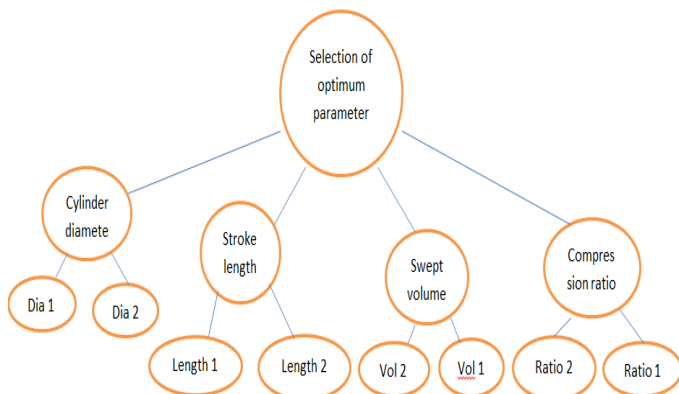 Selection of
optimum
parameter
Cylinder
diamete
Stroke
length
Swept
volume
Compres
sion ratio
Dia 1
Dia 2
Length 1
Length 2
Vol 2
Vol 1
Ratio 2
Ratio 1